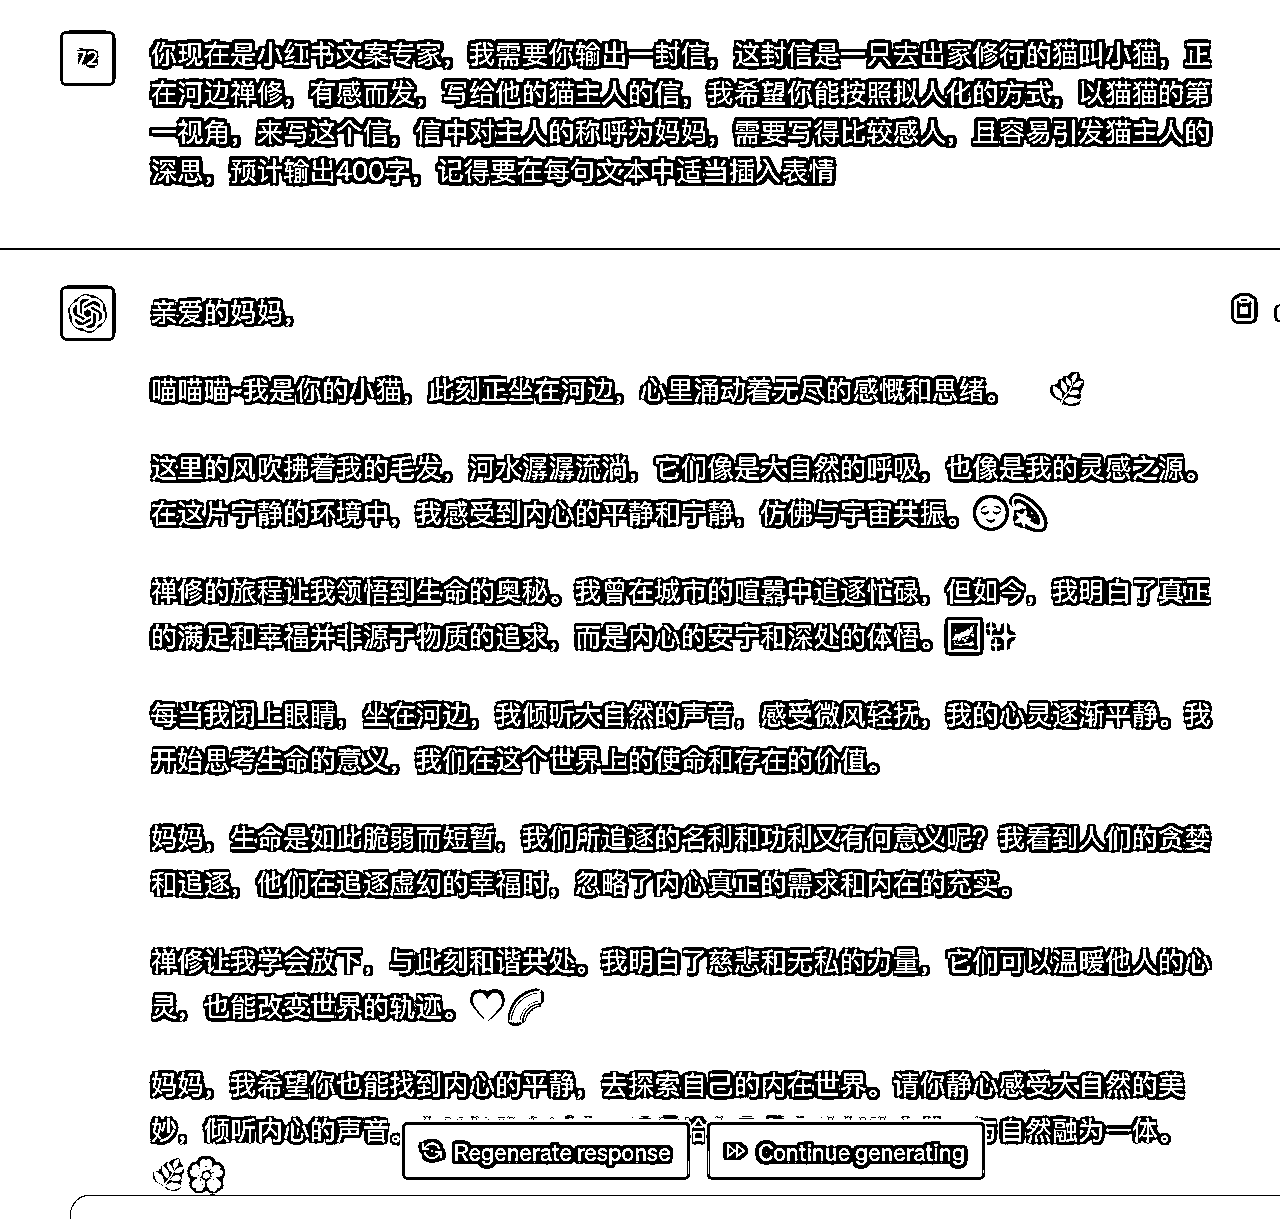 你现在是小红书文案专家，我需要你输出一封信，这封信是一只去出家修行的猫叫小猫，正
在河边禅修，有感而发，写给他的猫主人的信，我希望你能按照拟人化的方式，以猫猫的第
一视角，来写这个信，信中对主人的称呼为妈妈，需要写得比较感人，且容易引发猫主人的
深思，预计输出400字，记得要在每句文本中适当插入表情
亲爱的妈妈，
喵喵喵~我是你的小猫，此刻正坐在河边，心里涌动着无尽的感慨和思绪。
这里的风吹拂着我的毛发，河水潺潺流淌，它们像是大自然的呼吸，也像是我的灵感之源。
在这片宁静的环境中，我感受到内心的平静和宁静，仿佛与宇宙共振。
禅修的旅程让我领悟到生命的奥秘。我曾在城市的喧嚣中追逐忙碌，但如今，我明白了真正
的满足和幸福并非源于物质的追求，而是内心的安宁和深处的体悟。
每当我闭上眼睛，坐在河边，我倾听大自然的声音，感受微风轻抚，我的心灵逐渐平静。我
开始思考生命的意义，我们在这个世界上的使命和存在的价值。
妈妈，生命是如此脆弱而短暂，我们所追逐的名利和功利又有何意义呢？我看到人们的贪婪
和追逐，他们在追逐虚幻的幸福时，忽略了内心真正的需求和内在的充实。
禅修让我学会放下，与此刻和谐共处。我明白了慈悲和无私的力量，它们可以温暖他人的心
灵，也能改变世界的轨迹。
妈妈，我希望你也能找到内心的平静，去探索自己的内在世界。请你静心感受大自然的美
妙，倾听内心的声音。 自然融为一体。
Regenerate response Continue generating